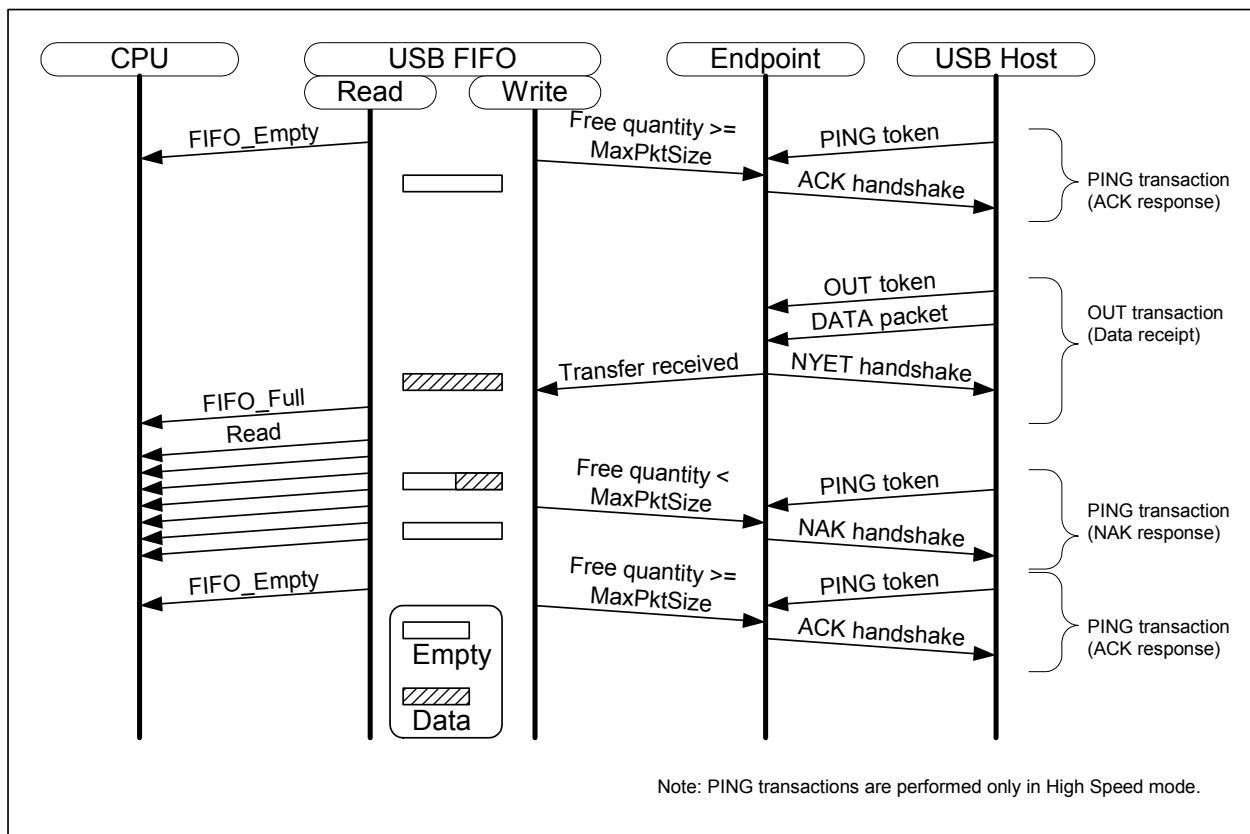 CPU
USB FIFO
Endpoint
USB Host
Read
Write
FIFO_Empty
Free quantity >=
MaxPktSize
PING token
ACK handshake
PING transaction
(ACK response)
OUT token
DATA packet
OUT transaction
(Data receipt)
Transfer received
NYET handshake
FIFO_Full
Read
Free quantity <
MaxPktSize
PING token
NAK handshake
PING transaction
(NAK response)
FIFO_Empty
Free quantity >=
MaxPktSize
PING token
ACK handshake
PING transaction
(ACK response)
Empty
Data
Note: PING transactions are performed only in High Speed mode.